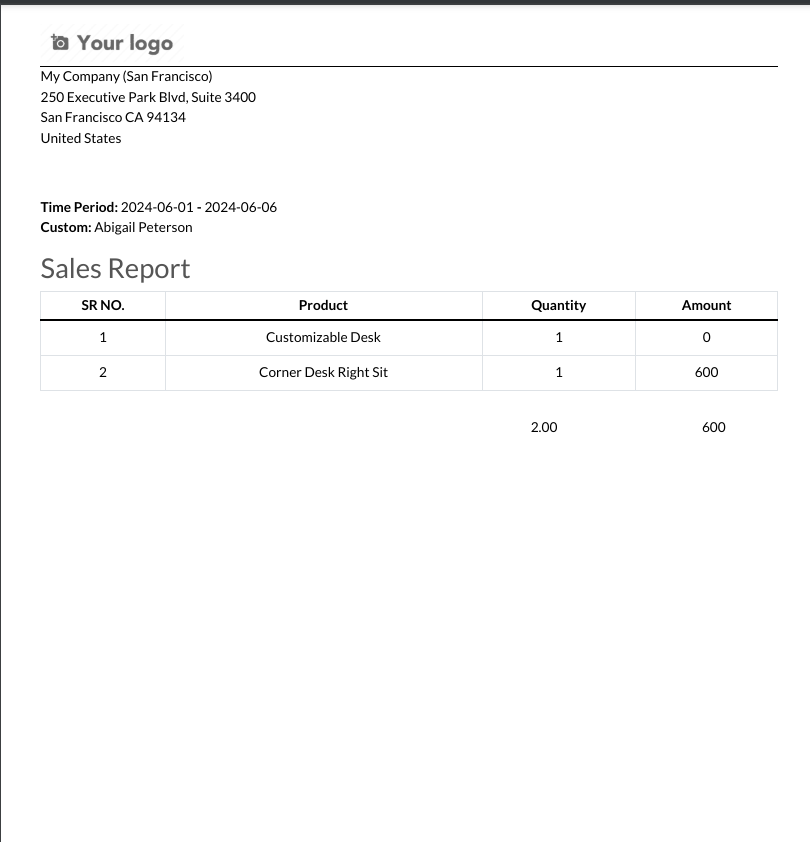 Your logo
My Company (San Francisco)
250 Executive Park Blvd, Suite 3400
San Francisco CA 94134
United States
Time Period: 2024-06-01 - 2024-06-06
Custom: Abigail Peterson
Sales Report
SR NO. Product Quantity Amount
1 Customizable Desk 1 0
2 Corner Desk Right Sit 1 600
2.00 600